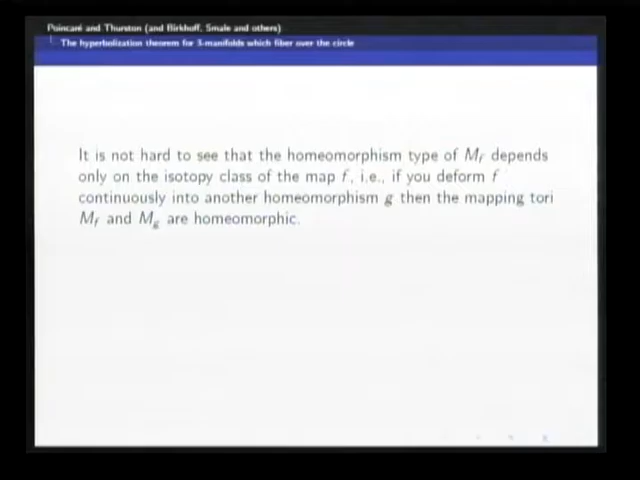 Poincaré and Thurston (and Birkhoff, Smale and others)
The hyperbolization theorem for 3-manifolds which fiber over the circle
It is not hard to see that the homeomorphism type of M_f depends
only on the isotopy class of the map f, i.e., if you deform f
continuously into another homeomorphism g then the mapping tori
M_f and M_g are homeomorphic.